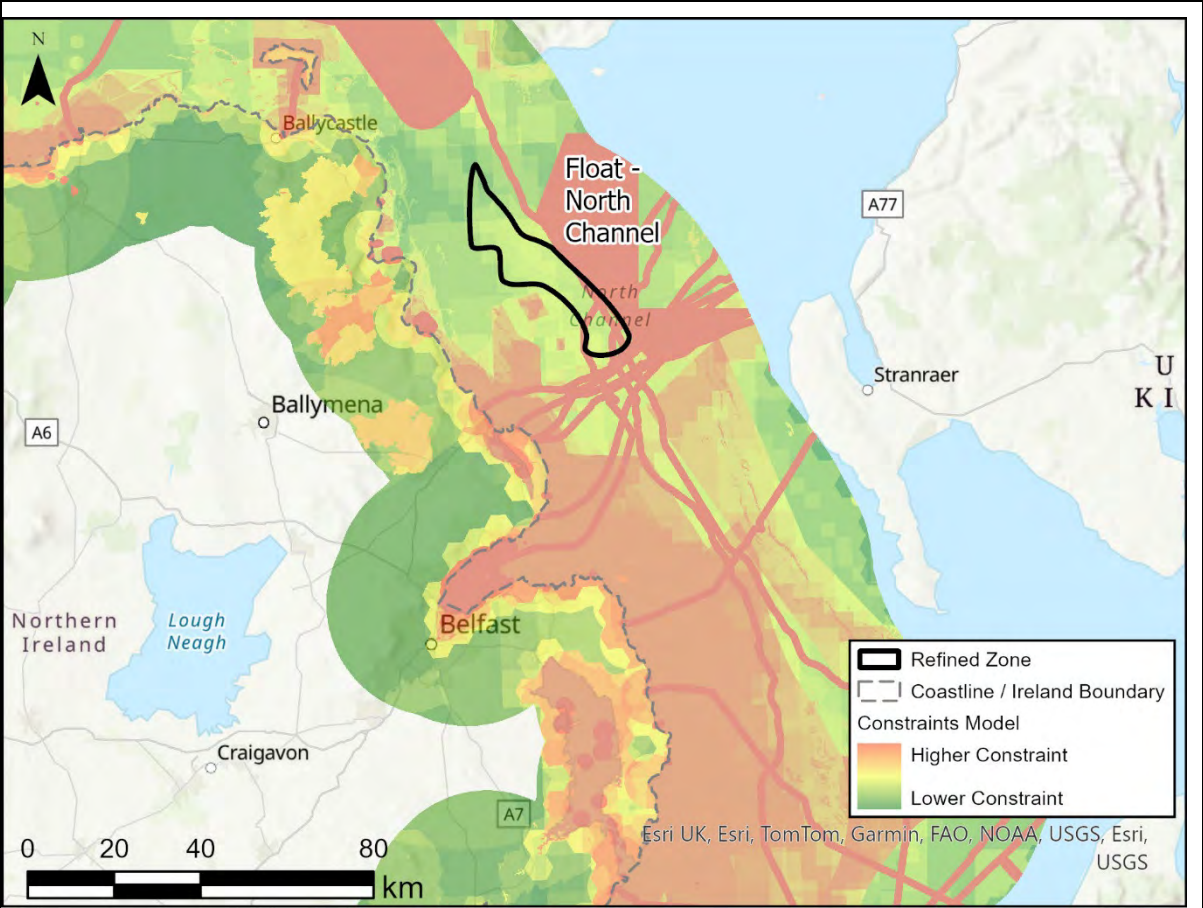 N
Ballycastle
Float -
North
Channel
A77
North
Channel
Stranraer
U
K I
Ballymena
A6
Northern
Ireland
Lough
Neagh
Belfast
Craigavon
A7
Refined Zone
Coastline / Ireland Boundary
Constraints Model
Higher Constraint
Lower Constraint
Esri UK, Esri, TomTom, Garmin, FAO, NOAA, USGS, Esri,
USGS
0 20 40 80
km